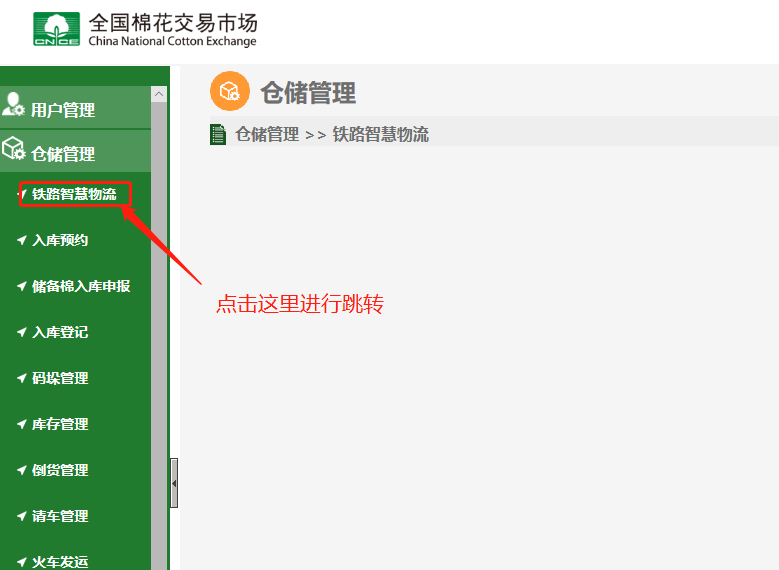 全国棉花交易市场
CNCE
China National Cotton Exchange
用户管理
仓储管理
铁路智慧物流
入库预约
储备棉入库申报
入库登记
码垛管理
库存管理
倒货管理
请车管理
火车发运
仓储管理
仓储管理 >> 铁路智慧物流
点击这里进行跳转